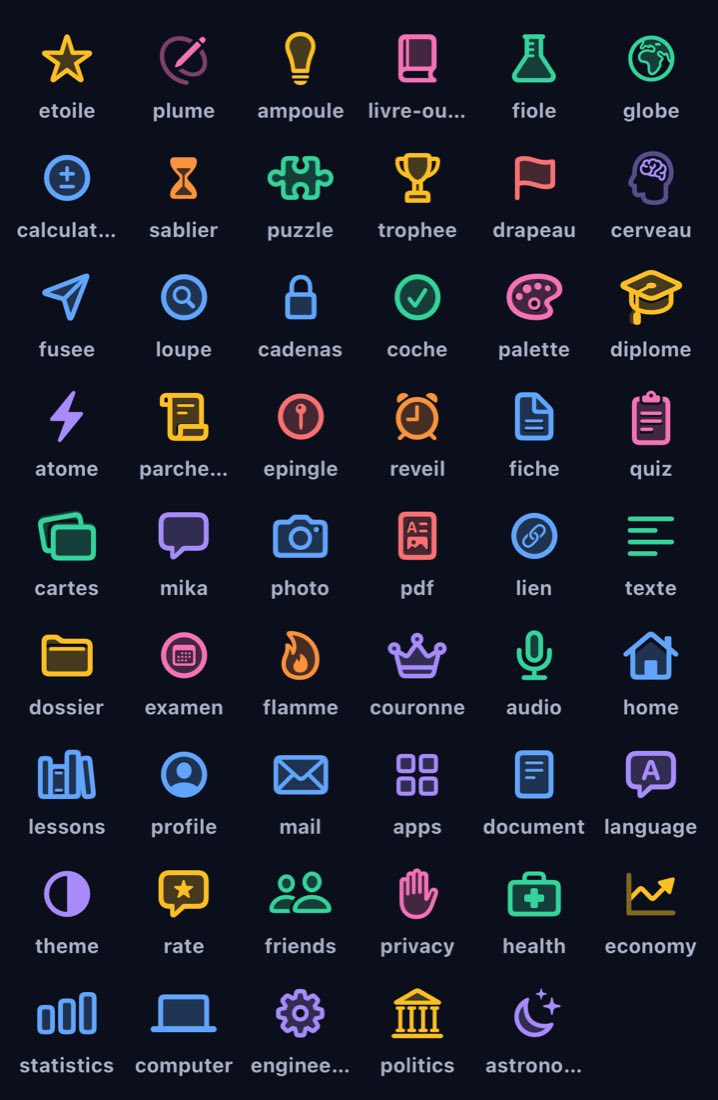 etoile plume ampoule livre-ou... fiole globe
calculat... sablier puzzle trophee drapeau cerveau
fusee loupe cadenas coche palette diplome
atome parche... epingle reveil fiche quiz
A
cartes mika photo pdf lien texte
dossier examen flamme couronne audio home
A
lessons profile mail apps document language
theme rate friends privacy health economy
statistics computer enginee... politics astrono...